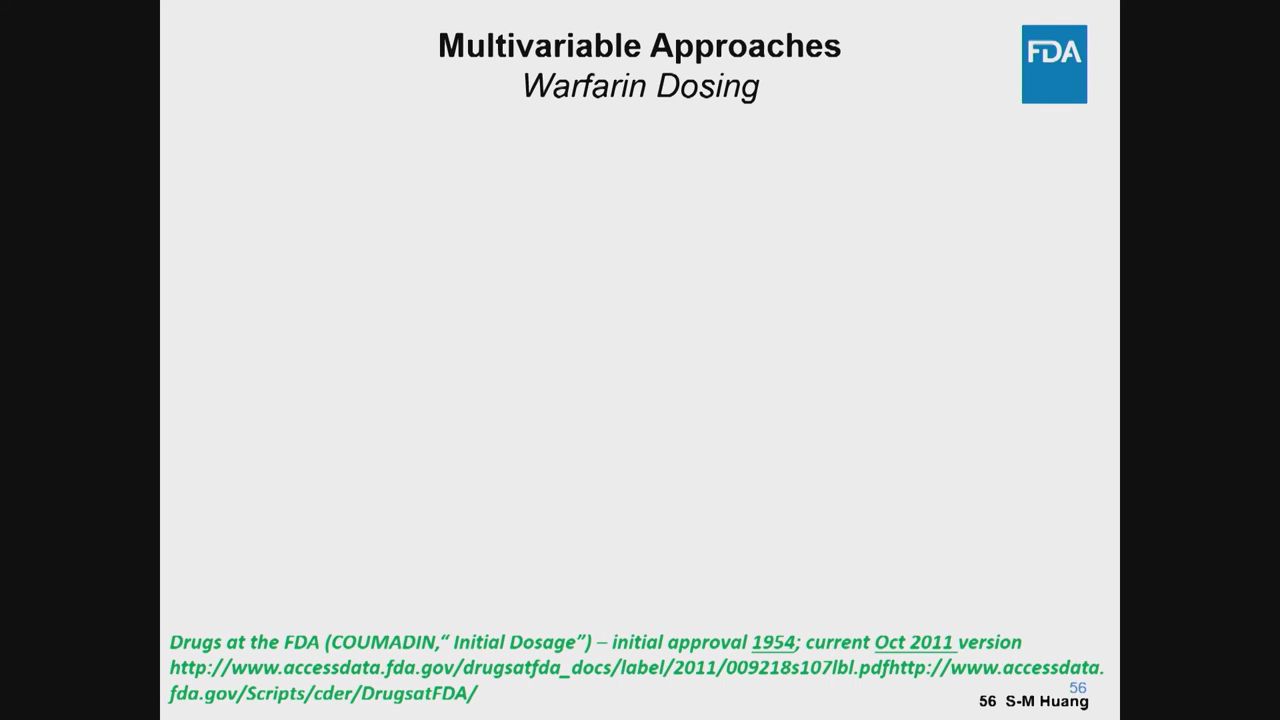 Multivariable Approaches
Warfarin Dosing
FDA
Drugs at the FDA (COUMADIN,“ Initial Dosage”) – initial approval 1954; current Oct 2011 version
http://www.accessdata.fda.gov/drugsatfda_docs/label/2011/009218s107lbl.pdfhttp://www.accessdata.
fda.gov/Scripts/cder/DrugsatFDA/
56
56 S-M Huang